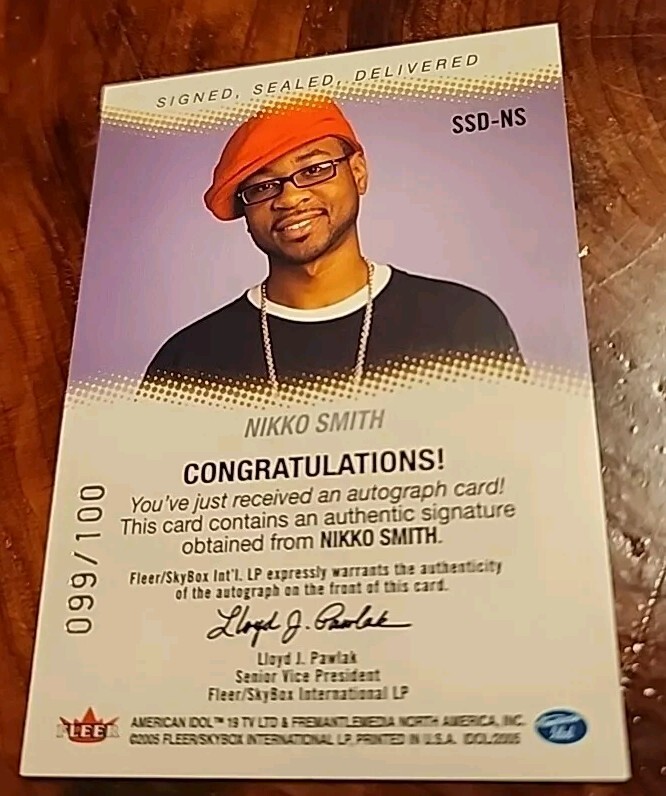 SIGNED, SEALED, DELIVERED
SSD-NS
NIKKO SMITH
CONGRATULATIONS!
You've just received an autograph card!
This card contains an authentic signature
obtained from NIKKO SMITH.
Fleer/SkyBox Int'l. LP expressly warrants the authenticity
of the autograph on the front of this card.
Lloyd J. Pawlak
Lloyd J. Pawlak
Senior Vice President
Fleer/SkyBox International LP
099/100
FLEER
AMERICAN IDOL™ 19 TV LTD & FREMANTLEMEDIA NORTH AMERICA, INC.
©2005 FLEER/SKYBOX INTERNATIONAL LP, PRINTED IN U.S.A. IDOL2005
American Idol